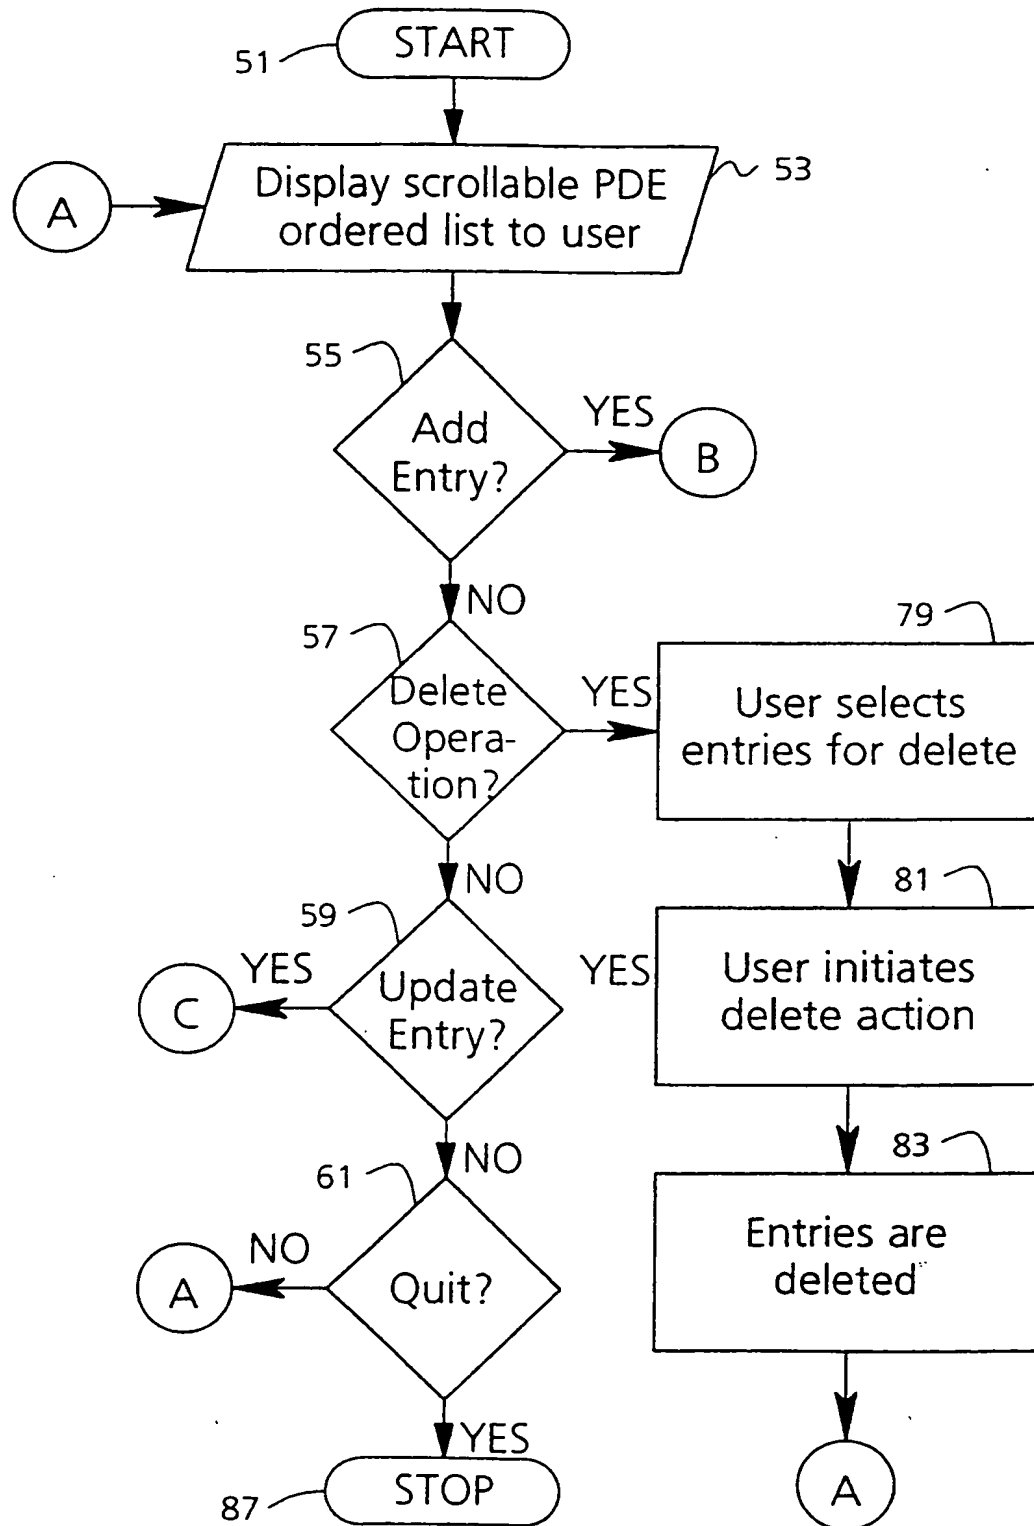 START
51
Display scrollable PDE
ordered list to user
53
A
55
Add
Entry?
YES
B
NO
57
Delete
Opera-
tion?
YES
79
User selects
entries for delete
NO
59
Update
Entry?
YES
C
YES
81
User initiates
delete action
NO
61
Quit?
NO
A
83
Entries are
deleted
YES
87
STOP
A